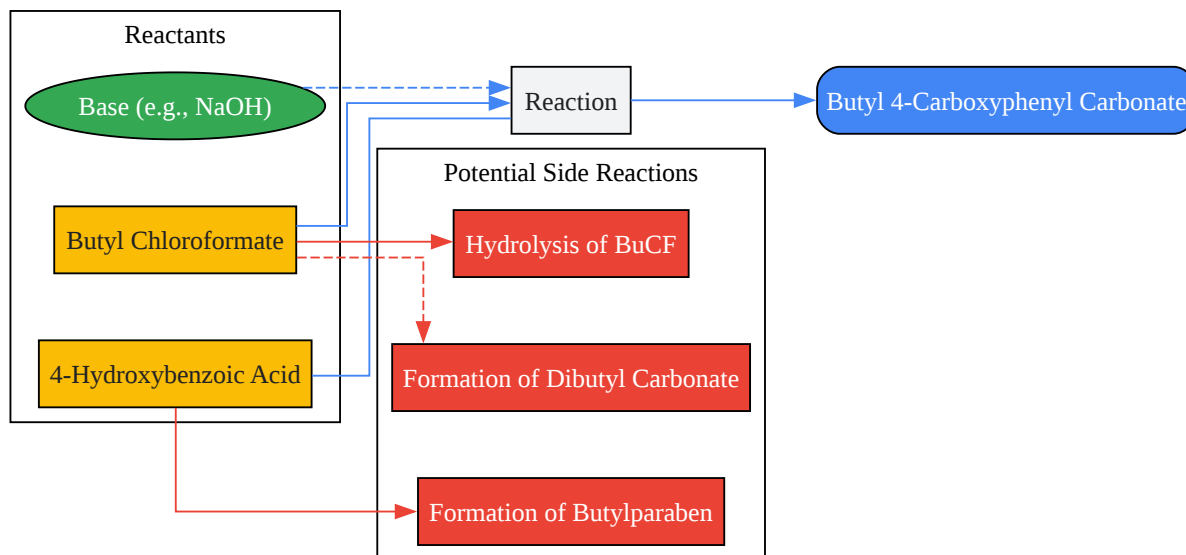 Reactants
Base (e.g., NaOH)
Reaction
Butyl 4-Carboxyphenyl Carbonate
Potential Side Reactions
Butyl Chloroformate
Hydrolysis of BuCF
4-Hydroxybenzoic Acid
Formation of Dibutyl Carbonate
Formation of Butylparaben